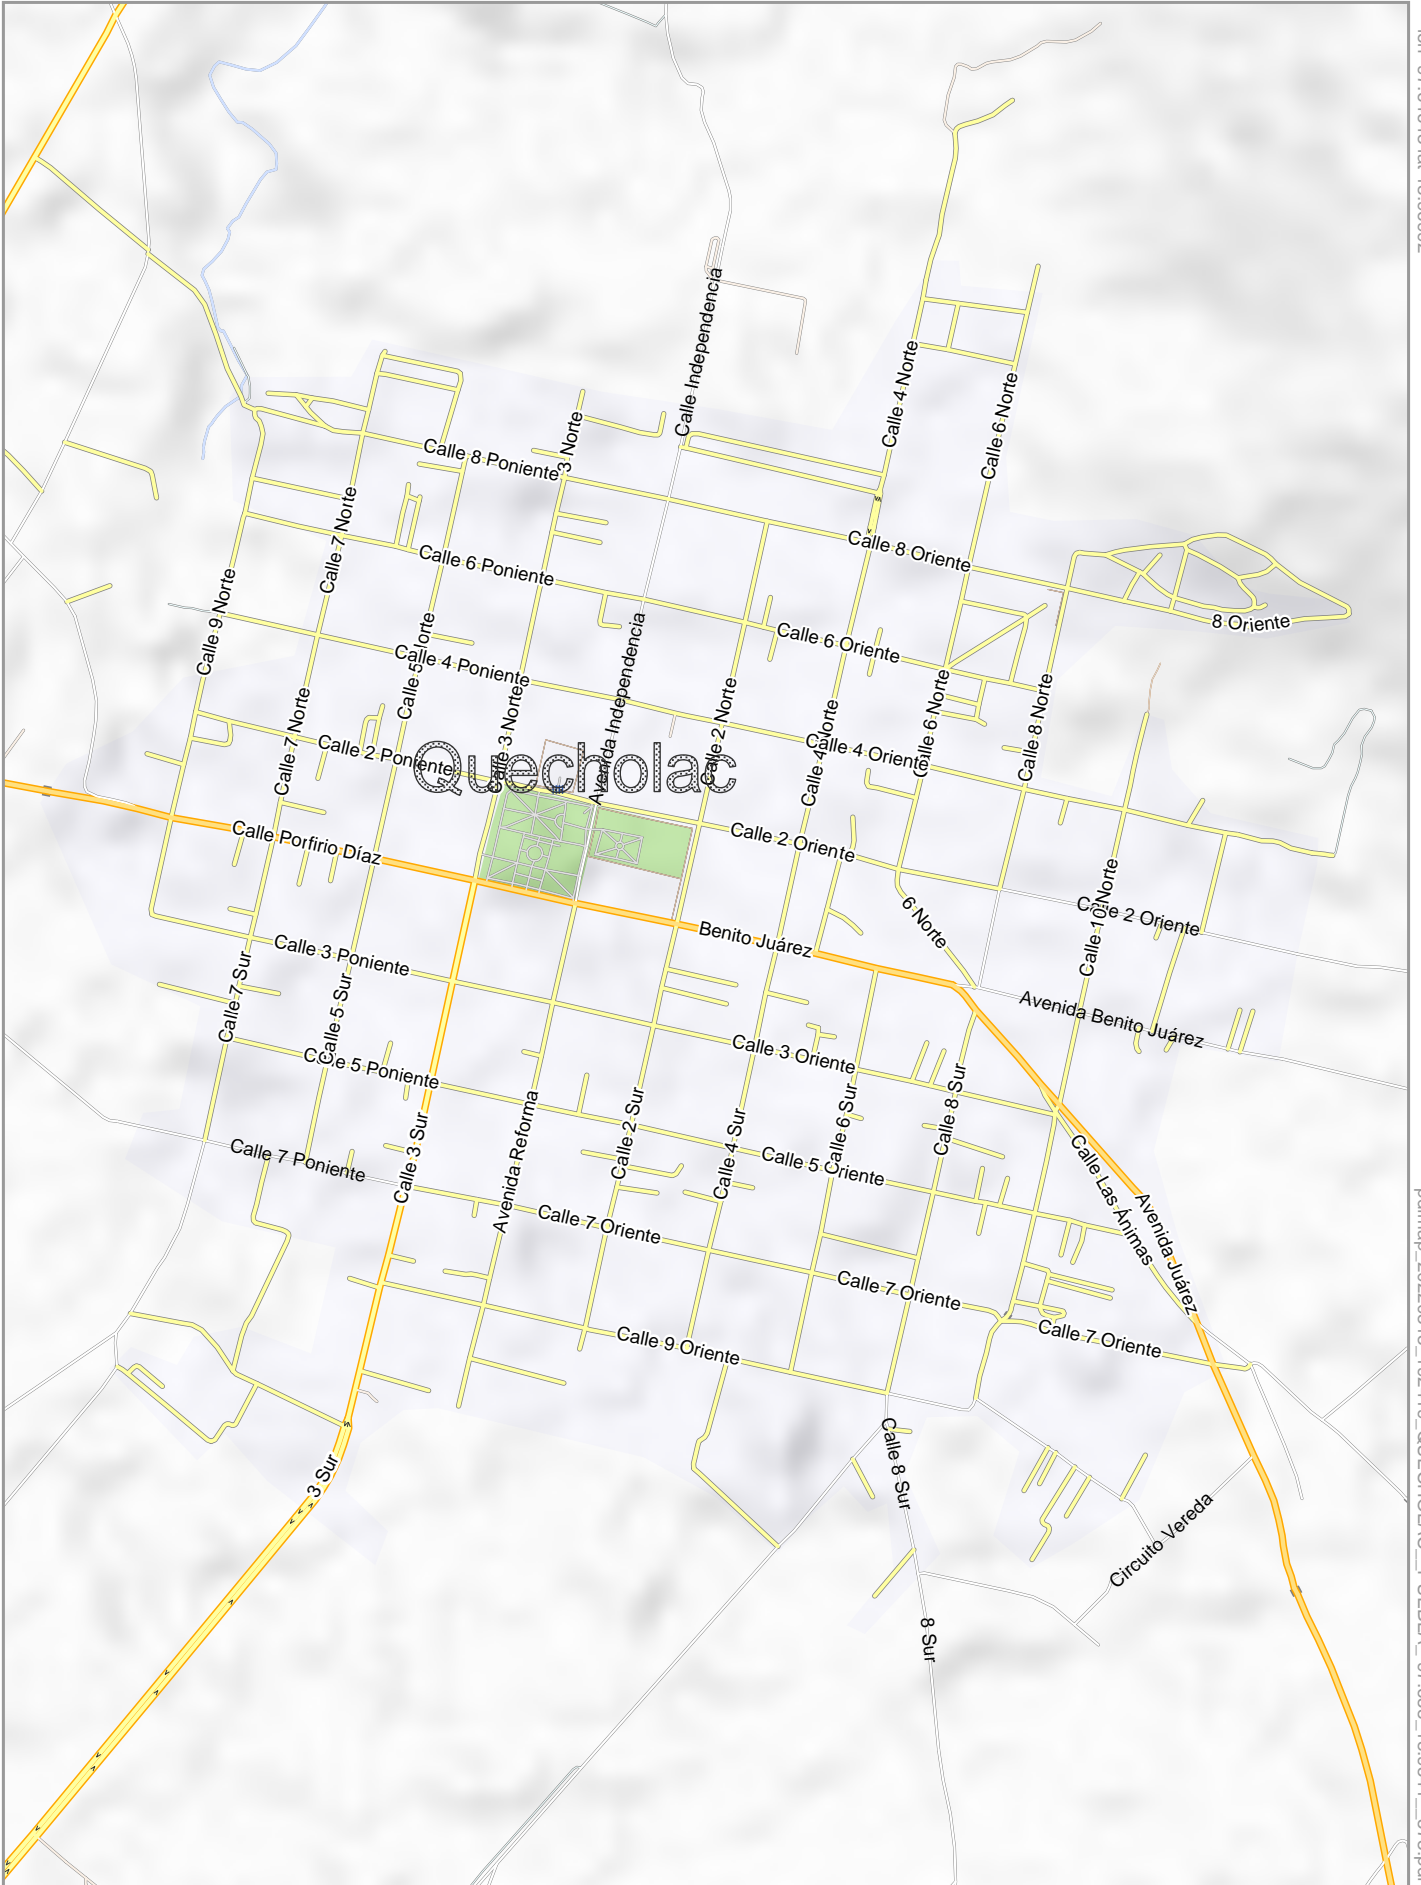 Calle Independencia
Calle 4 Norte
Calle 6 Norte
3 Norte
Calle 8 Poniente
Calle 7 Norte
Calle 8 Oriente
Calle 6 Poniente
Calle 9 Norte
8 Oriente
Calle 6 Oriente
Calle 4 Poniente
Calle 5 Norte
Avenida Independencia
Calle 7 Norte
Calle 3 Norte
Calle 2 Norte
Calle 6 Norte
Calle 8 Norte
Calle 2 Poniente
Quecholac
Calle 4 Norte
Calle 4 Oriente
Calle Porfirio Díaz
Calle 2 Oriente
Calle 10 Norte
Calle 2 Oriente
6 Norte
Benito Juárez
Calle 3 Poniente
Calle 7 Sur
Calle 5 Sur
Avenida Benito Juárez
Calle 3 Oriente
Calle 5 Poniente
Calle 3 Sur
Avenida Reforma
Calle 2 Sur
Calle 4 Sur
Calle 6 Sur
Calle 8 Sur
Calle 7 Poniente
Calle 5 Oriente
Calle Las Ánimas
Avenida Juárez
Calle 7 Oriente
Calle 7 Oriente
Calle 7 Oriente
Calle 9 Oriente
3 Sur
Calle 8 Sur
Circuito Vereda
8 Sur